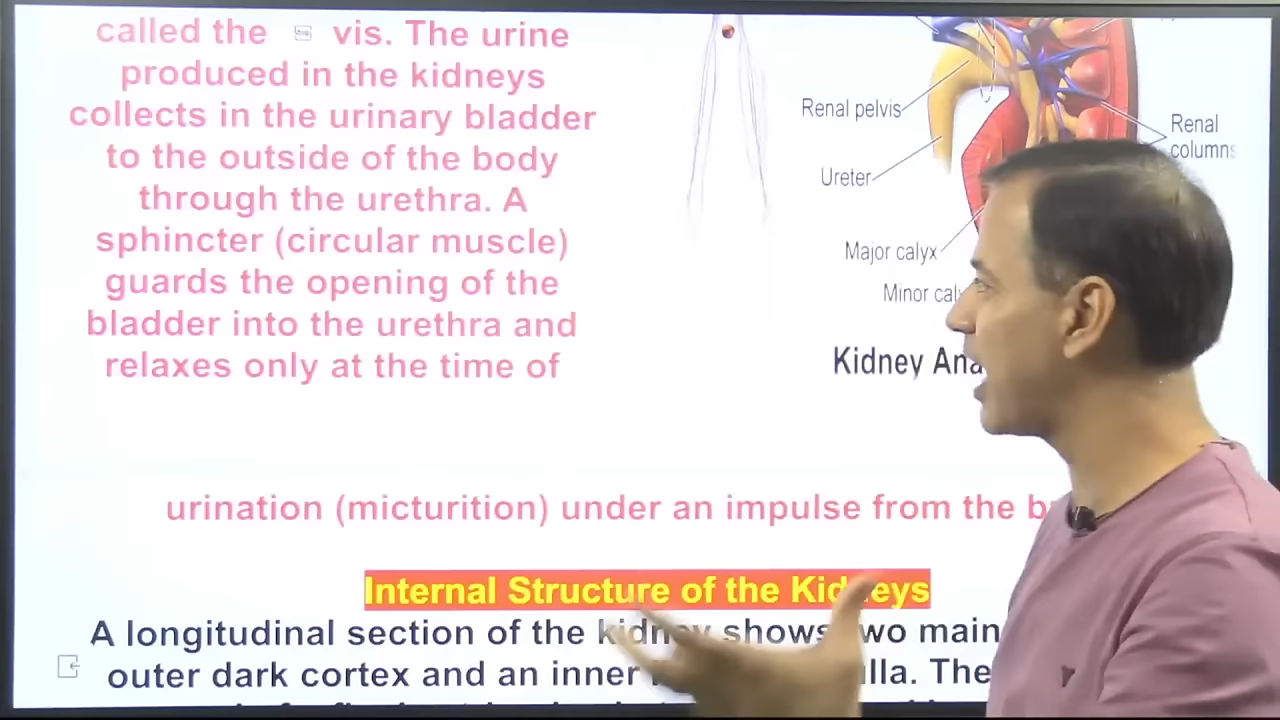 called the vis. The urine
produced in the kidneys
collects in the urinary bladder
to the outside of the body
through the urethra. A
sphincter (circular muscle)
guards the opening of the
bladder into the urethra and
relaxes only at the time of
urination (micturition) under an impulse from the
Renal pelvis
Ureter
Major calyx
Minor
Renal
columns
Kidney
Internal Structure of the Kidneys
A longitudinal section of the kidney shows two main
outer dark cortex and an inner The